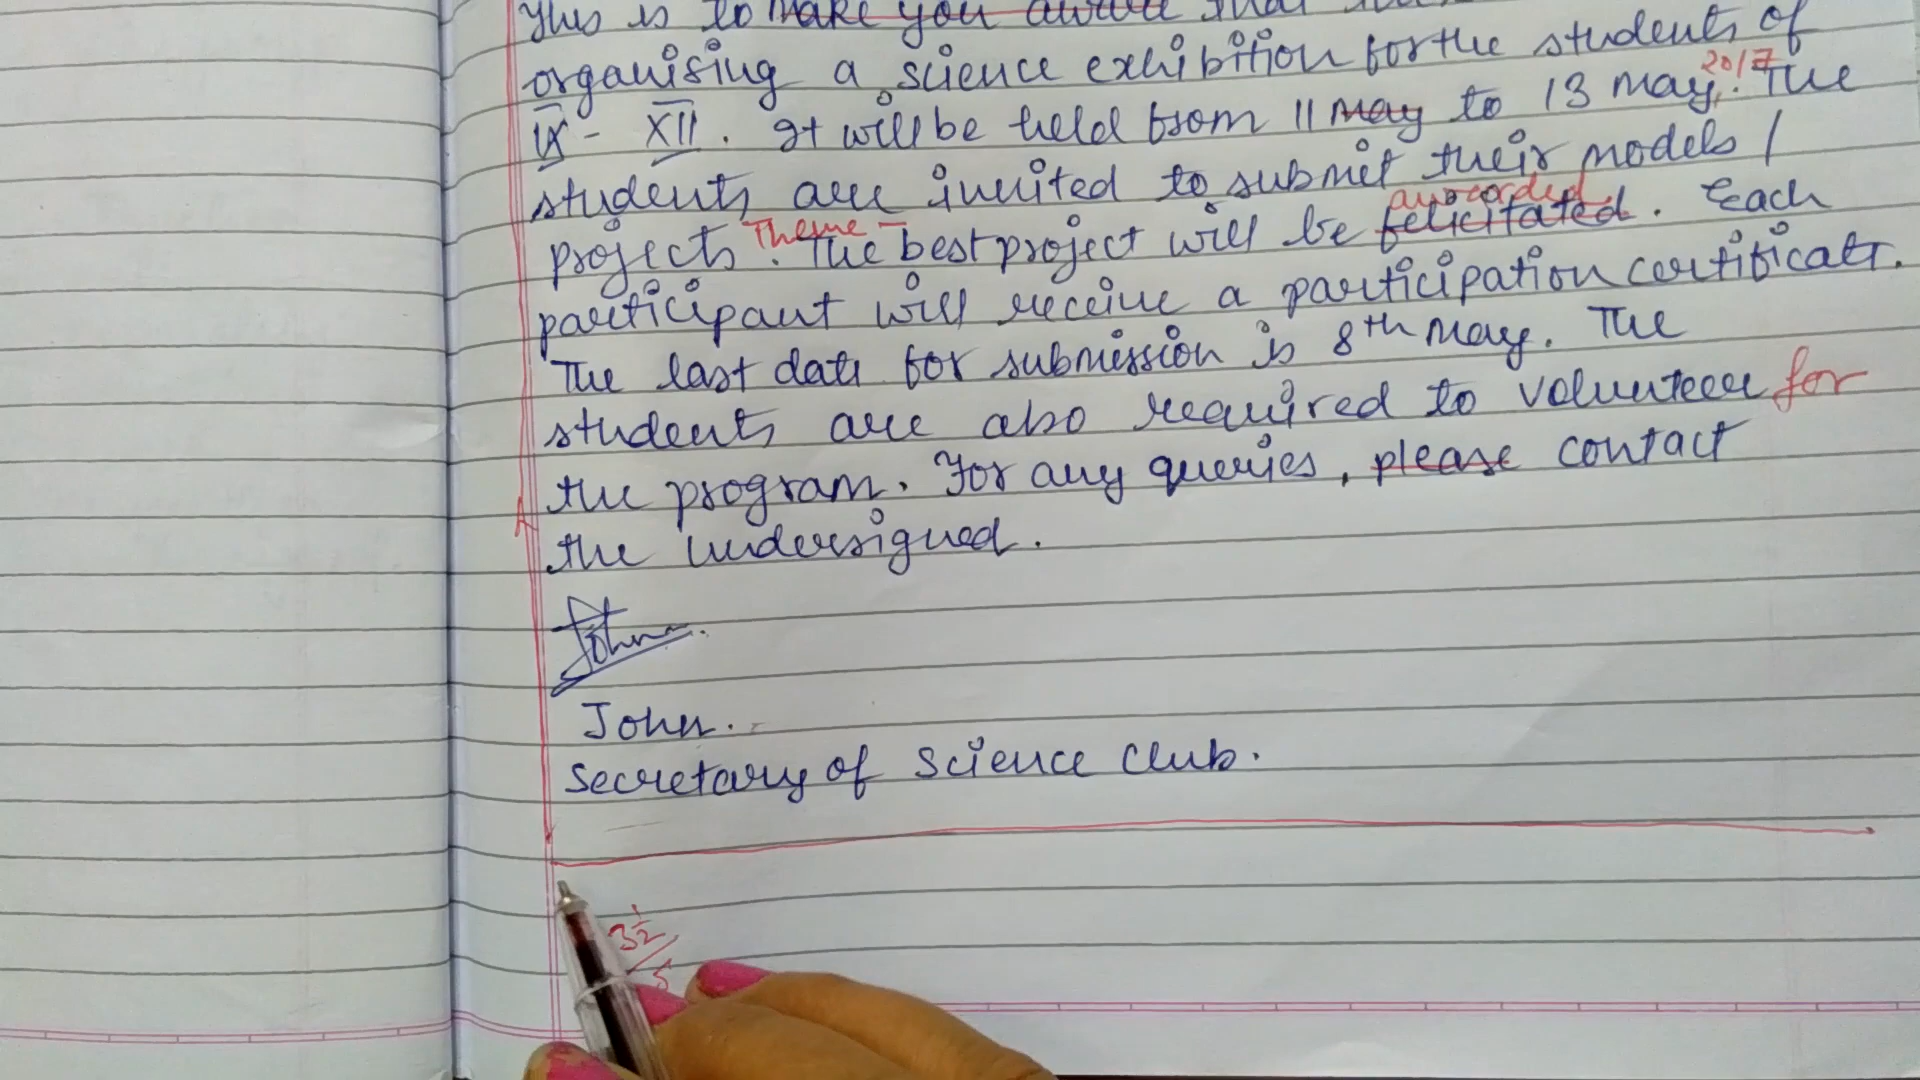 This is to make you aware that
organising a science exhibition for the students of
IX - XII. It will be held from 11 May to 13 May, 2017. The
students are invited to submit their models /
projects. Theme - The best project will be felicitated awarded. Each
participant will receive a participation certificate.
The last date for submission is 8th May. The
students are also required to volunteer for
the program. For any queries, please contact
the undersigned.
John
John.
Secretary of Science Club.
3 1/2 / 5